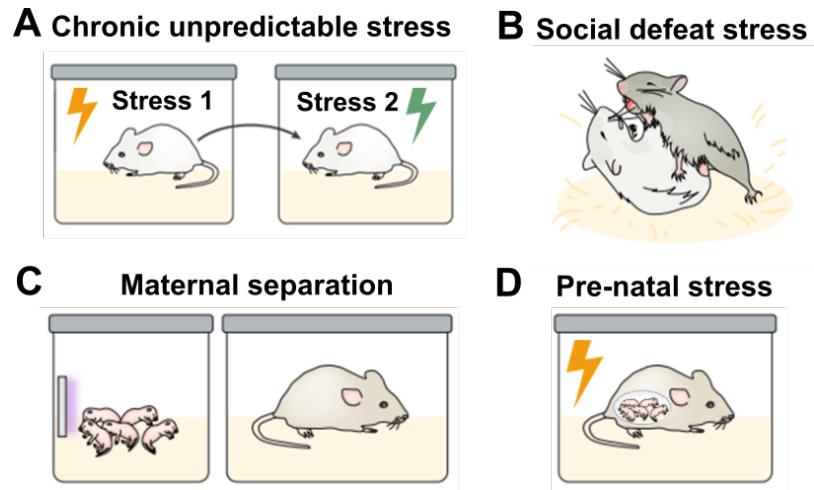 A Chronic unpredictable stress
Stress 1
Stress 2
B Social defeat stress
C Maternal separation
D Pre-natal stress